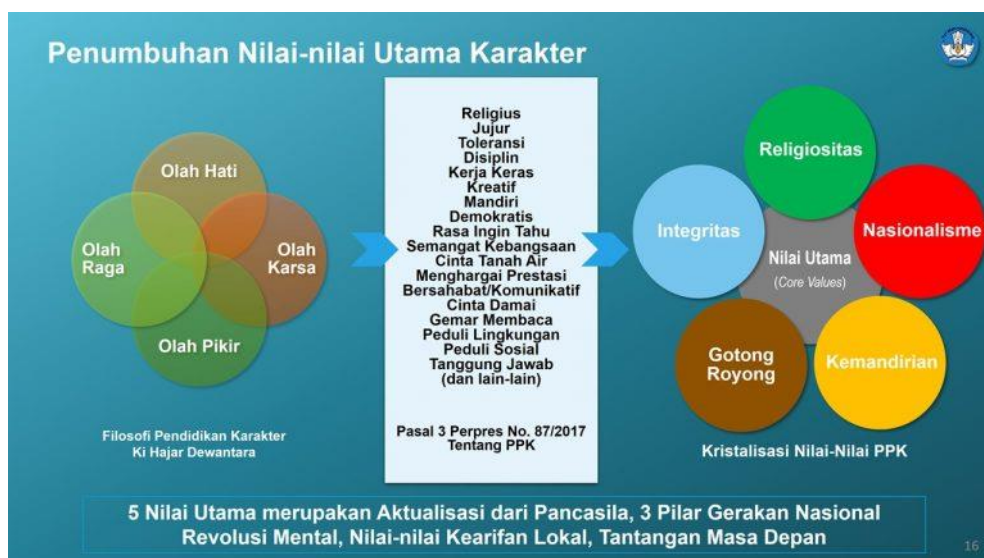 Penumbuhan Nilai-nilai Utama Karakter
Olah Hati
Olah
Raga
Olah
Karsa
Olah Pikir
Filosofi Pendidikan Karakter
Ki Hajar Dewantara
Religius
Jujur
Toleransi
Disiplin
Kerja Keras
Kreatif
Mandiri
Demokratis
Rasa Ingin Tahu
Semangat Kebangsaan
Cinta Tanah Air
Menghargai Prestasi
Bersahabat/Komunikatif
Cinta Damai
Gemar Membaca
Peduli Lingkungan
Peduli Sosial
Tanggung Jawab
(dan lain-lain)
Pasal 3 Perpres No. 87/2017
Tentang PPK
Religiositas
Integritas
Nasionalisme
Nilai Utama
(Core Values)
Gotong
Royong
Kemandirian
Kristalisasi Nilai-Nilai PPK
5 Nilai Utama merupakan Aktualisasi dari Pancasila, 3 Pilar Gerakan Nasional
Revolusi Mental, Nilai-nilai Kearifan Lokal, Tantangan Masa Depan
16